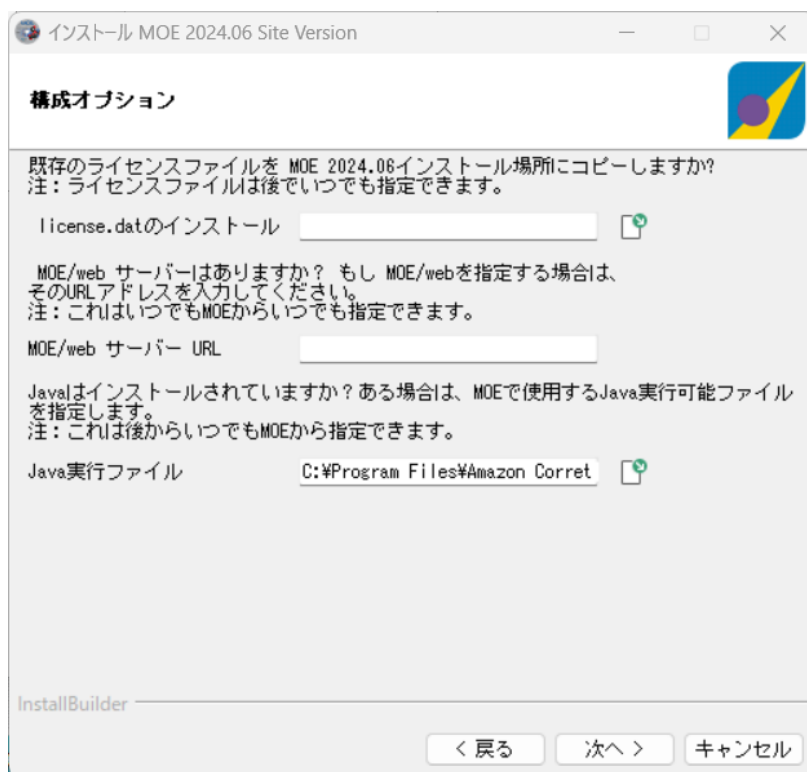 インストール MOE 2024.06 Site Version
構成オプション
既存のライセンスファイルを MOE 2024.06インストール場所にコピーしますか?
注：ライセンスファイルは後でいつでも指定できます。
license.datのインストール
MOE/web サーバーはありますか？ もし MOE/webを指定する場合は、
そのURLアドレスを入力してください。
注：これはいつでもMOEからいつでも指定できます。
MOE/web サーバー URL
Javaはインストールされていますか？ある場合は、MOEで使用するJava実行可能ファイル
を指定します。
注：これは後からいつでもMOEから指定できます。
Java実行ファイル C:¥Program Files¥Amazon Corret
InstallBuilder
< 戻る 次へ > キャンセル